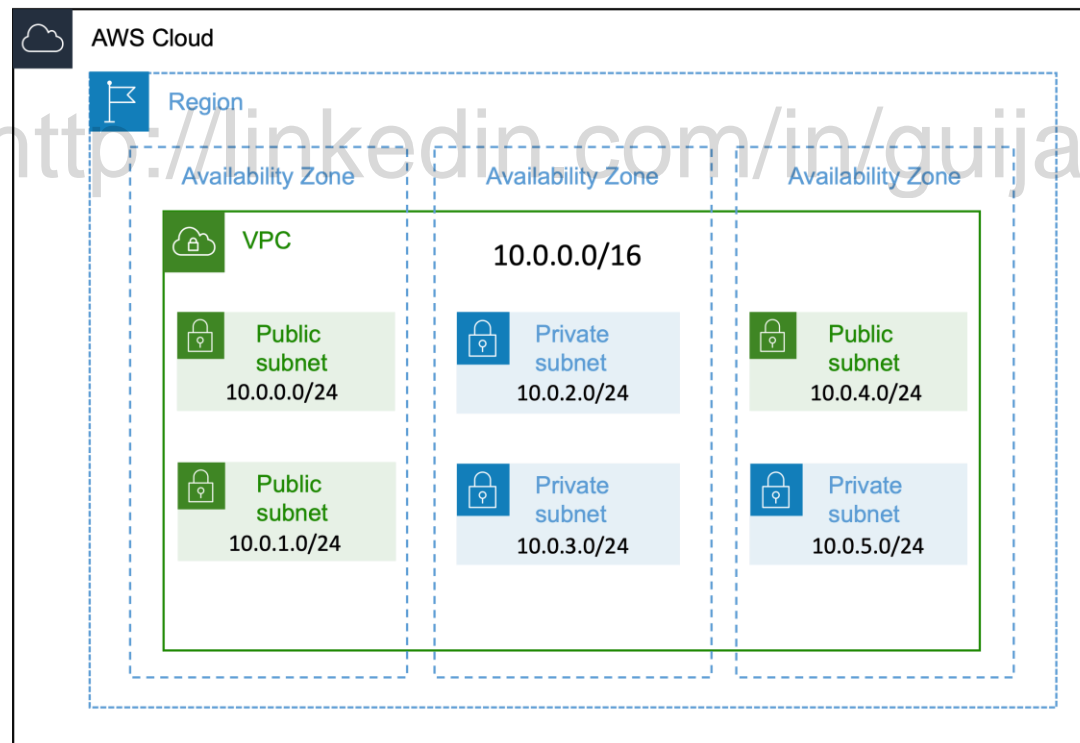 AWS Cloud
Region
http://linkedin.com/in/guija
Availability Zone
Availability Zone
Availability Zone
VPC
10.0.0.0/16
Public
subnet
10.0.0.0/24
Private
subnet
10.0.2.0/24
Public
subnet
10.0.4.0/24
Public
subnet
10.0.1.0/24
Private
subnet
10.0.3.0/24
Private
subnet
10.0.5.0/24